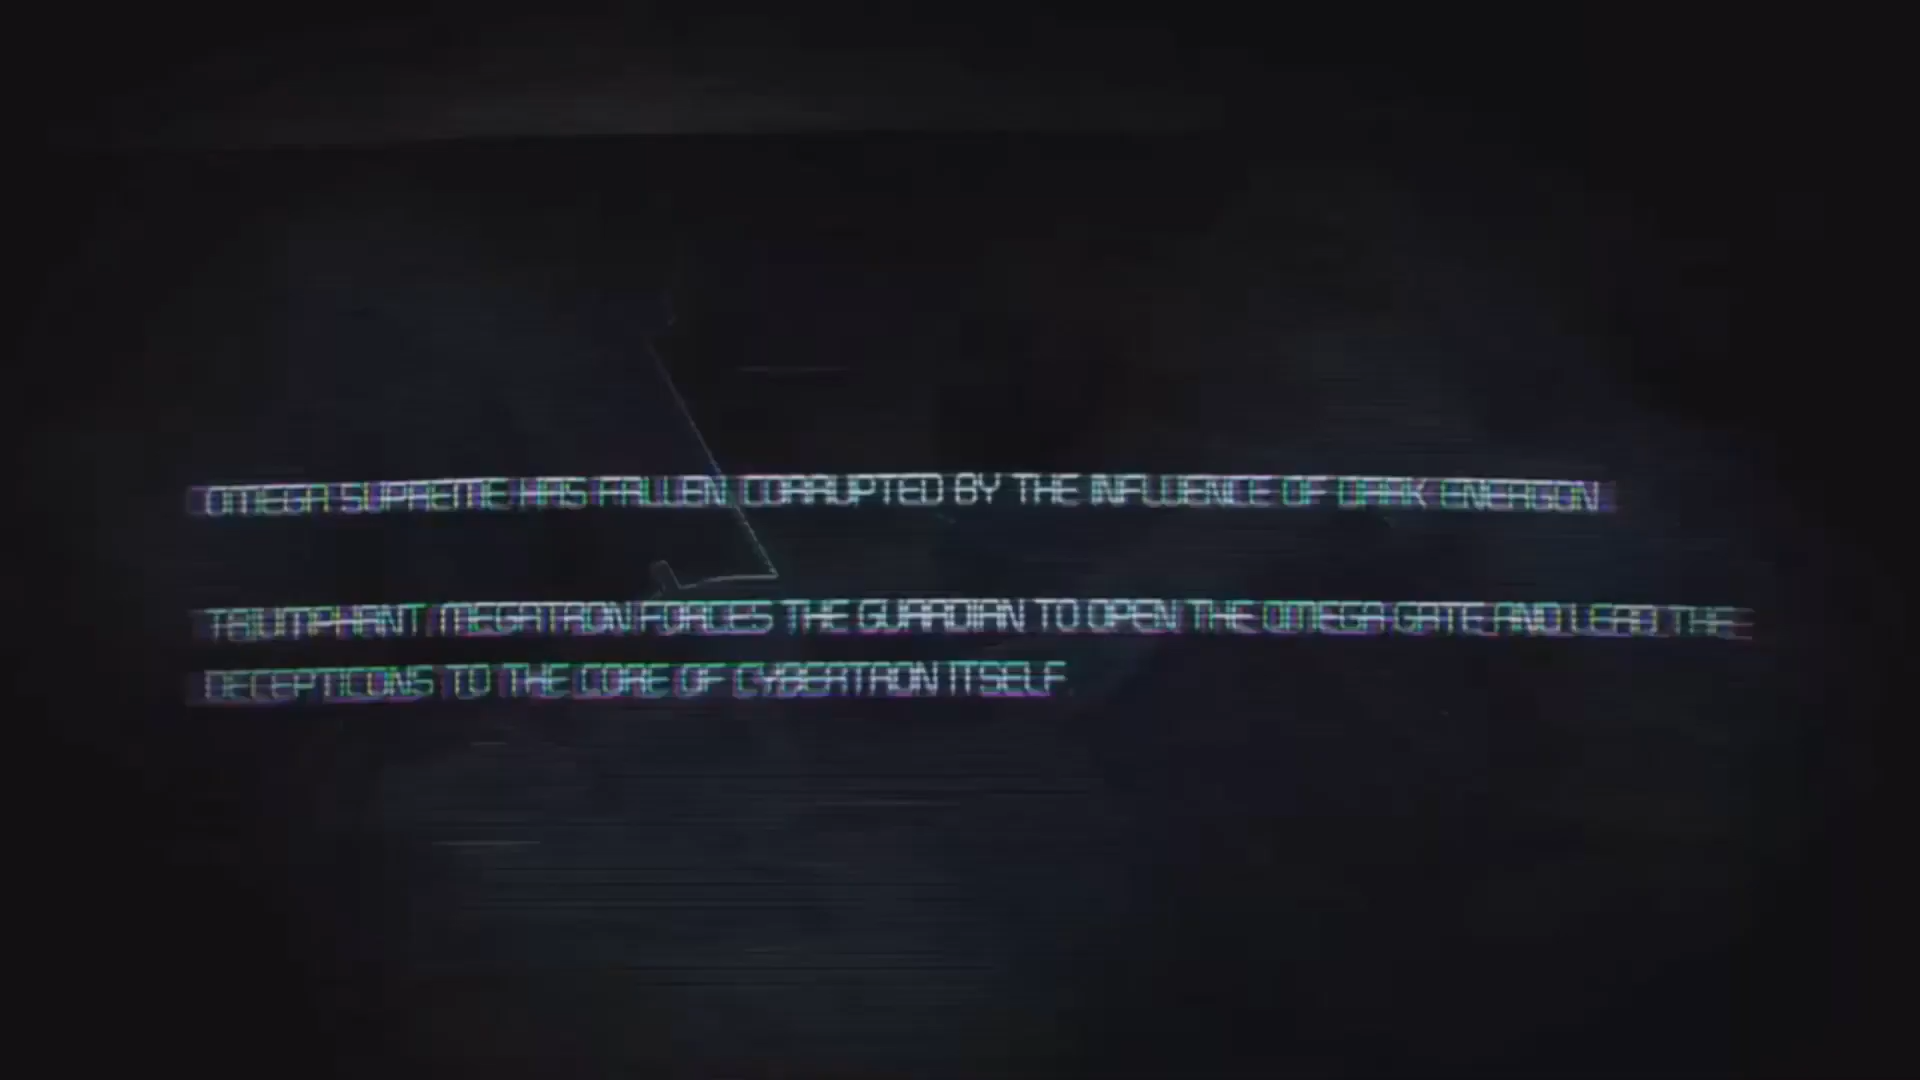 OMEGA SUPREME HAS FALLEN, CORRUPTED BY THE INFLUENCE OF DARK ENERGON
TRIUMPHANT MEGATRON FORCES THE GUARDIAN TO OPEN THE OMEGA GATE AND LEAD THE
DECEPTICONS TO THE CORE OF CYBERTRON ITSELF.